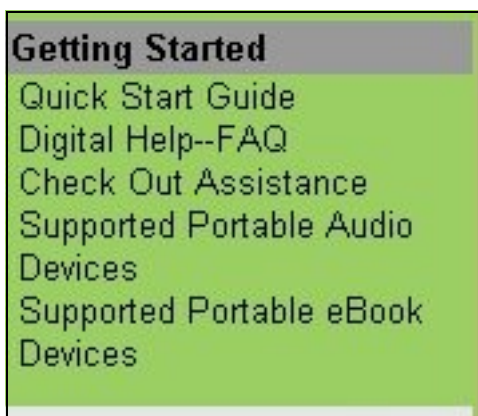 Getting Started
Quick Start Guide
Digital Help--FAQ
Check Out Assistance
Supported Portable Audio
Devices
Supported Portable eBook
Devices